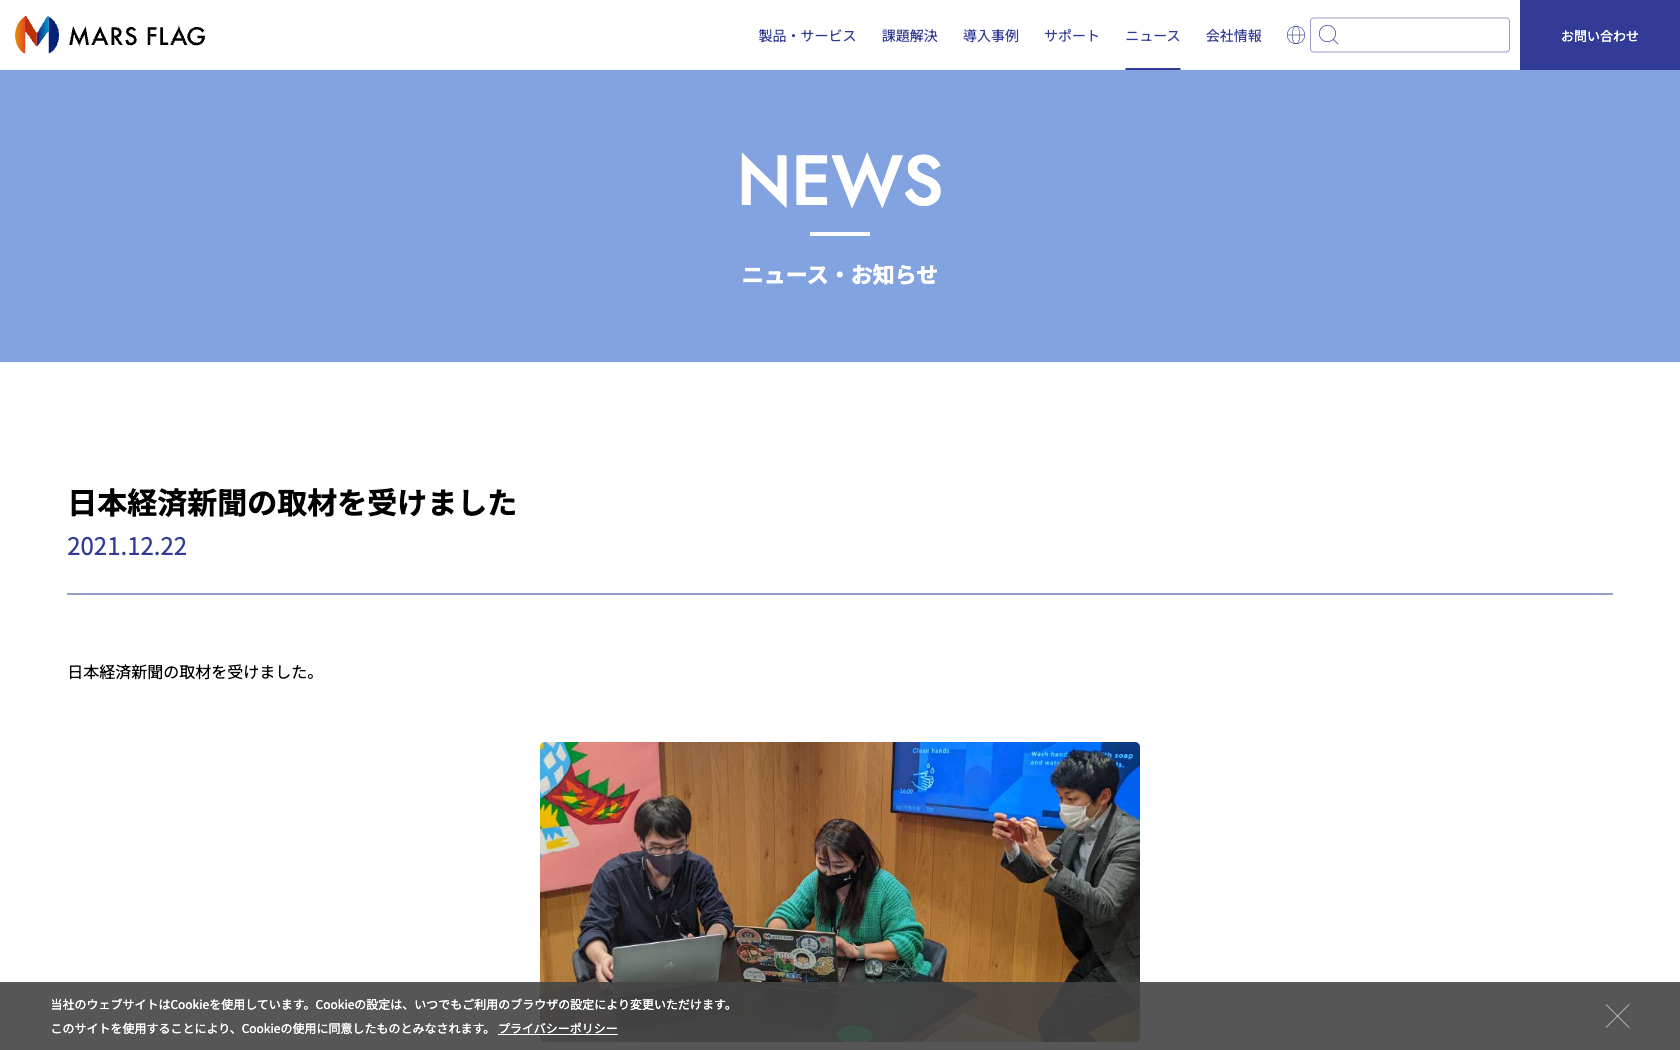 MARS FLAG
製品・サービス
課題解決
導入事例
サポート
ニュース
会社情報
お問い合わせ
NEWS
ニュース・お知らせ
日本経済新聞の取材を受けました
2021.12.22
日本経済新聞の取材を受けました。
Clean hands
当社のウェブサイトはCookieを使用しています。Cookieの設定は、いつでもご利用のブラウザの設定により変更いただけます。
このサイトを使用することにより、Cookieの使用に同意したものとみなされます。 プライバシーポリシー